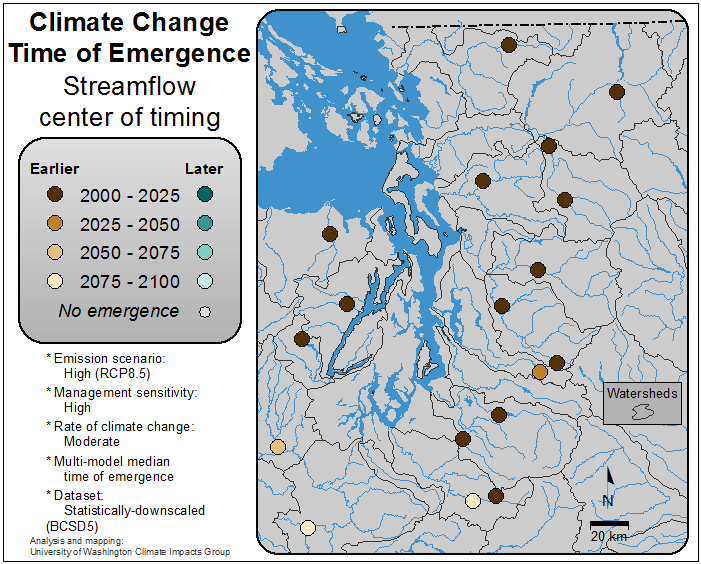 Climate Change
Time of Emergence
Streamflow
center of timing
Earlier Later
2000 - 2025
2025 - 2050
2050 - 2075
2075 - 2100
No emergence
* Emission scenario:
High (RCP8.5)
* Management sensitivity:
High
* Rate of climate change:
Moderate
* Multi-model median
time of emergence
* Dataset:
Statistically-downscaled
(BCSD5)
Analysis and mapping:
University of Washington Climate Impacts Group
Watersheds
N
20 km